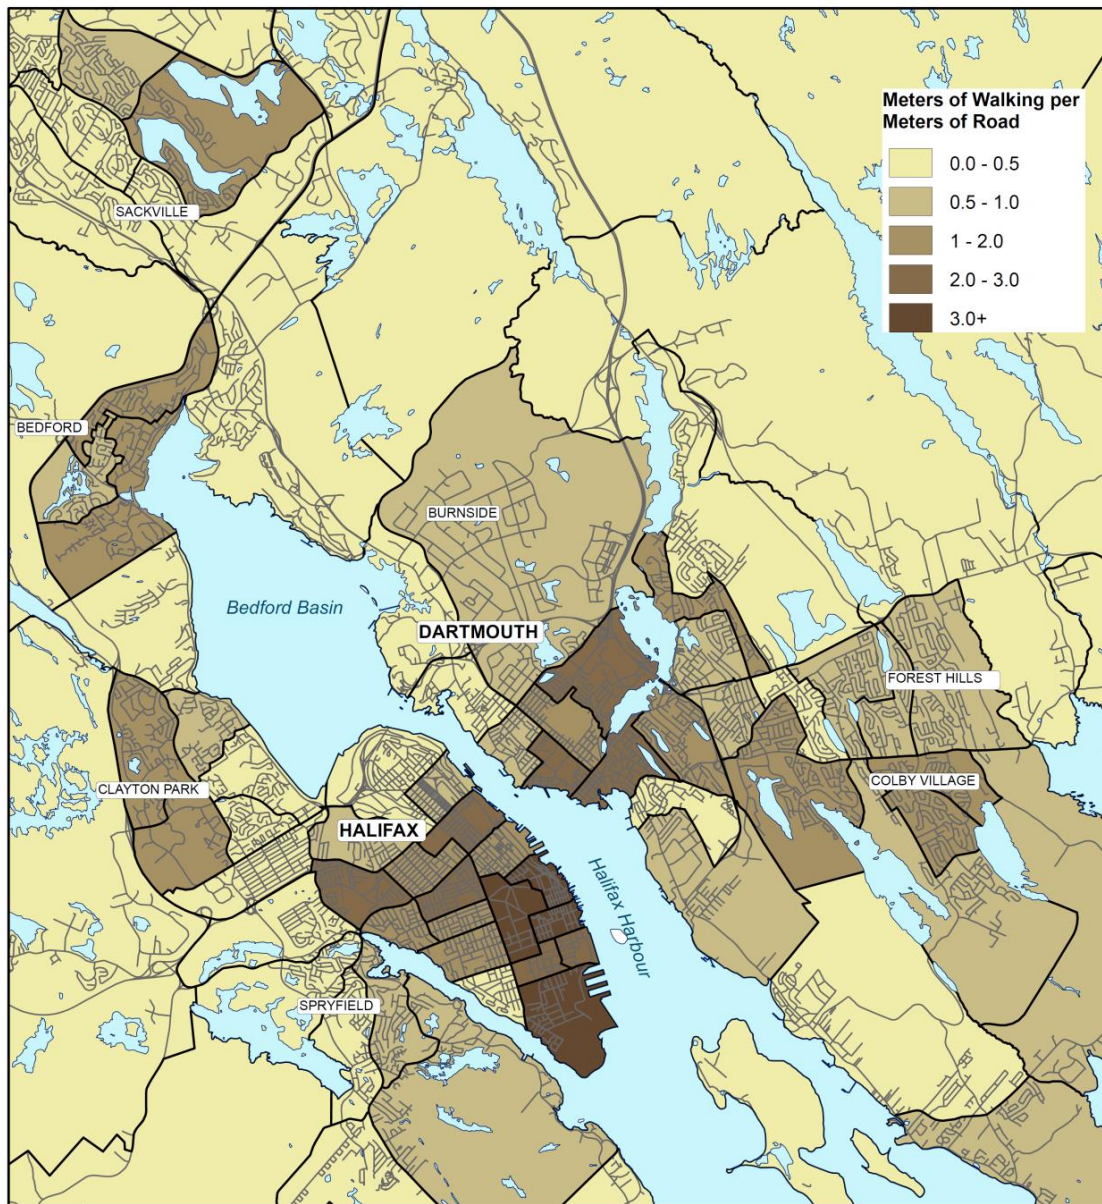 Meters of Walking per
Meters of Road
0.0 - 0.5
0.5 - 1.0
1 - 2.0
2.0 - 3.0
3.0+
SACKVILLE
BEDFORD
BURNSIDE
Bedford Basin
DARTMOUTH
FOREST HILLS
CLAYTON PARK
COLBY VILLAGE
HALIFAX
Halifax Harbour
SPRYFIELD